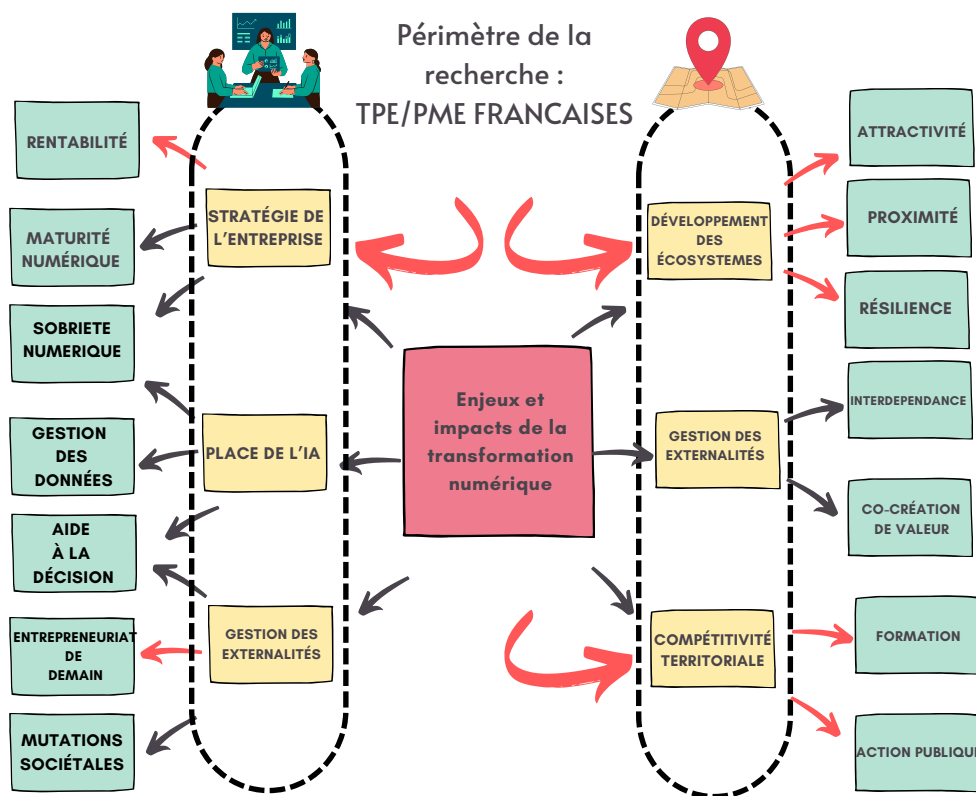 Périmètre de la
recherche :
TPE/PME FRANCAISES
RENTABILITÉ
MATURITÉ
NUMÉRIQUE
SOBRIETE
NUMERIQUE
GESTION
DES
DONNÉES
AIDE
À LA
DÉCISION
ENTREPRENEURIAT
DE
DEMAIN
MUTATIONS
SOCIÉTALES
STRATÉGIE DE
L'ENTREPRISE
PLACE DE L'IA
GESTION DES
EXTERNALITÉS
Enjeux et
impacts de la
transformation
numérique
DÉVELOPPEMENT
DES
ÉCOSYSTEMES
GESTION DES
EXTERNALITÉS
COMPÉTITIVITÉ
TERRITORIALE
ATTRACTIVITÉ
PROXIMITÉ
RÉSILIENCE
INTERDEPENDANCE
CO-CRÉATION
DE VALEUR
FORMATION
ACTION PUBLIQUE